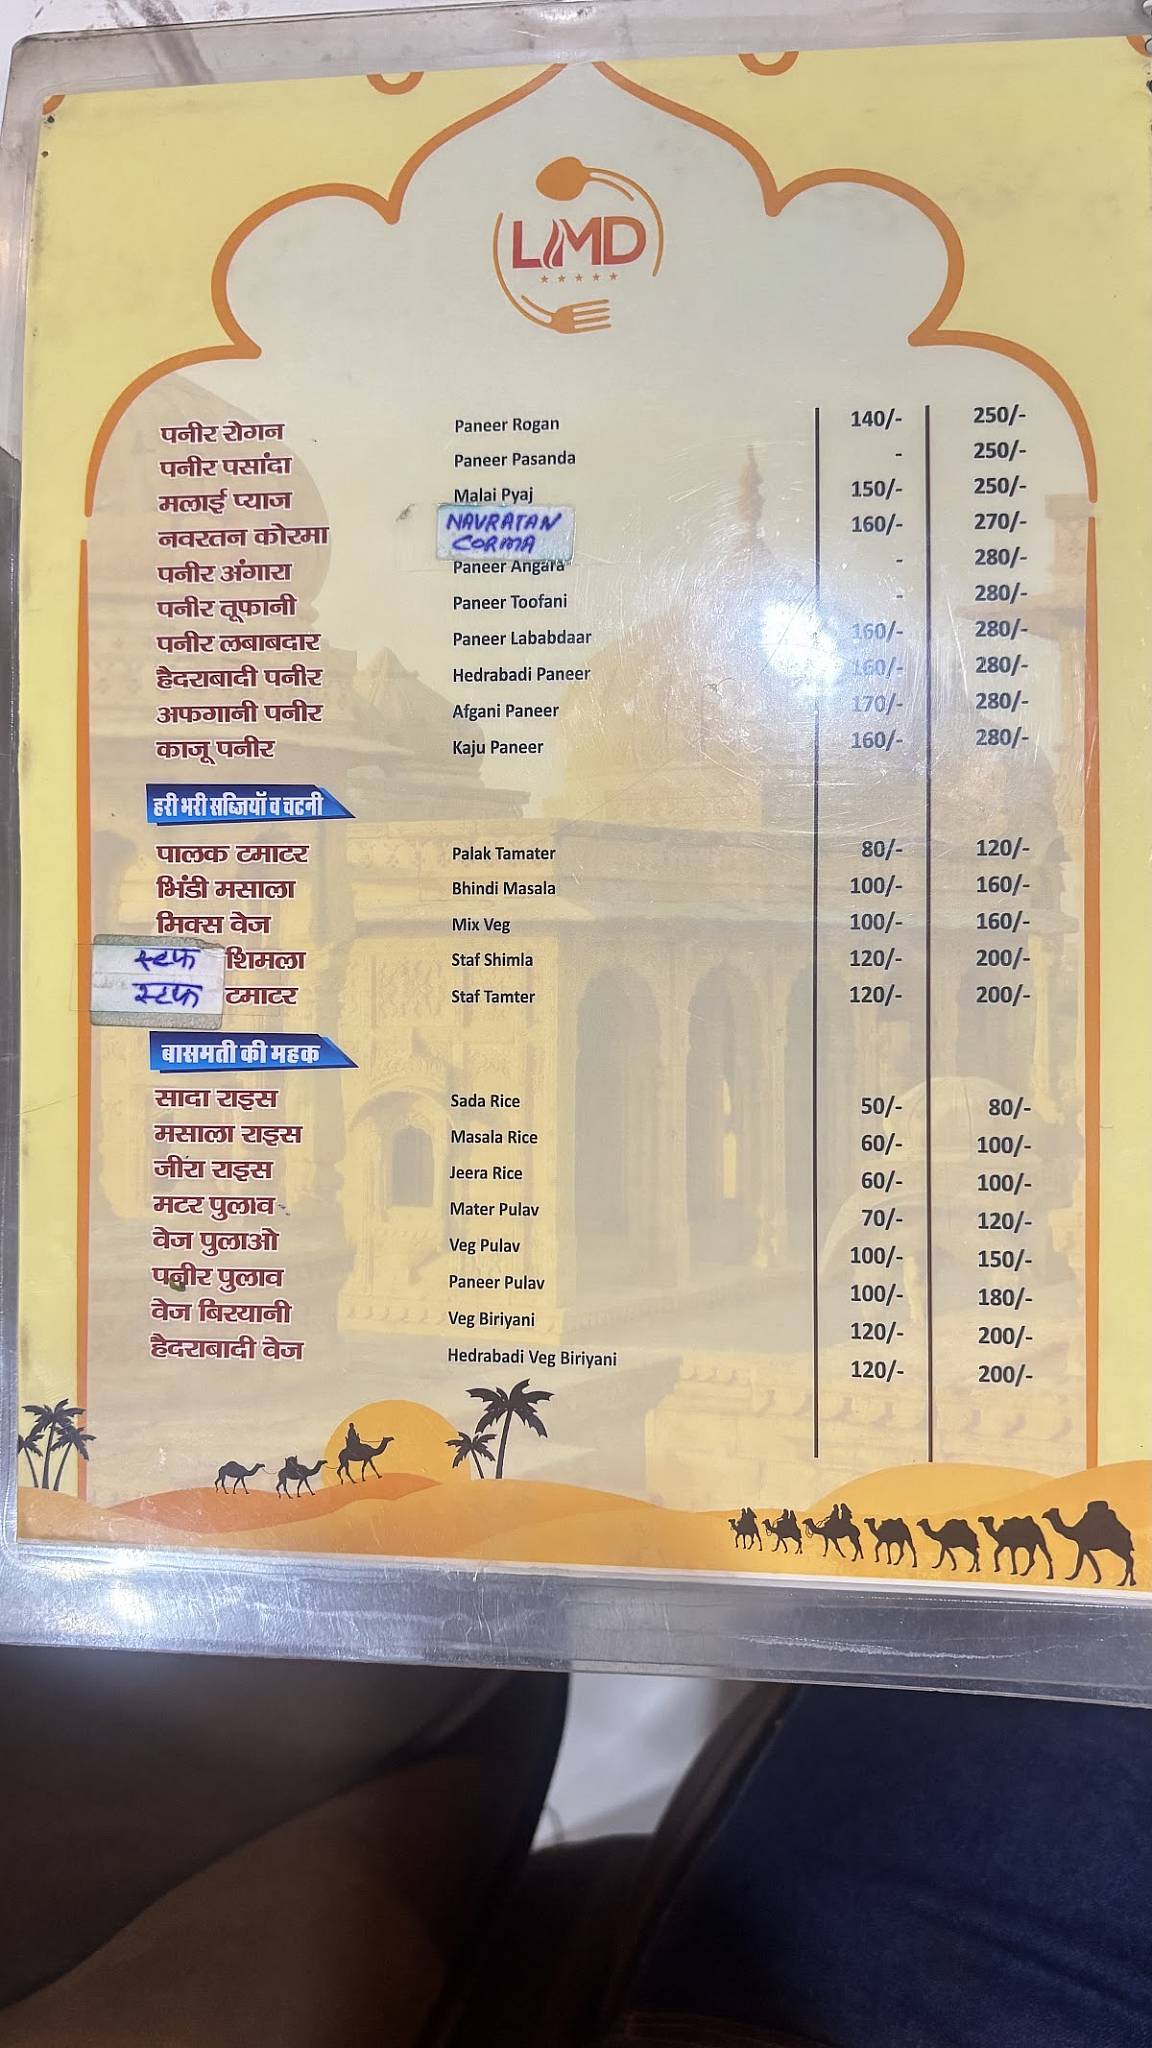 LMD
पनीर रोगन Paneer Rogan 140/- 250/-
पनीर पसांदा Paneer Pasanda - 250/-
मलाई प्याज Malai Pyaj 150/- 250/-
नवरतन कोरमा NAVRATAN CORMA 160/- 270/-
पनीर अंगारा Paneer Angara - 280/-
पनीर तूफानी Paneer Toofani - 280/-
पनीर लबाबदार Paneer Lababdaar 160/- 280/-
हैदराबादी पनीर Hedrabadi Paneer 160/- 280/-
अफगानी पनीर Afgani Paneer 170/- 280/-
काजू पनीर Kaju Paneer 160/- 280/-
हरी भरी सब्जियॉ व चटनी
पालक टमाटर Palak Tamater 80/- 120/-
भिंडी मसाला Bhindi Masala 100/- 160/-
मिक्स वेज Mix Veg 100/- 160/-
स्टफ शिमला Staf Shimla 120/- 200/-
स्टफ टमाटर Staf Tamter 120/- 200/-
बासमती की महक
सादा राइस Sada Rice 50/- 80/-
मसाला राइस Masala Rice 60/- 100/-
जीरा राइस Jeera Rice 60/- 100/-
मटर पुलाव Mater Pulav 70/- 120/-
वेज पुलाओ Veg Pulav 100/- 150/-
पनीर पुलाव Paneer Pulav 100/- 180/-
वेज बिरयानी Veg Biriyani 120/- 200/-
हैदराबादी वेज Hedrabadi Veg Biriyani 120/- 200/-